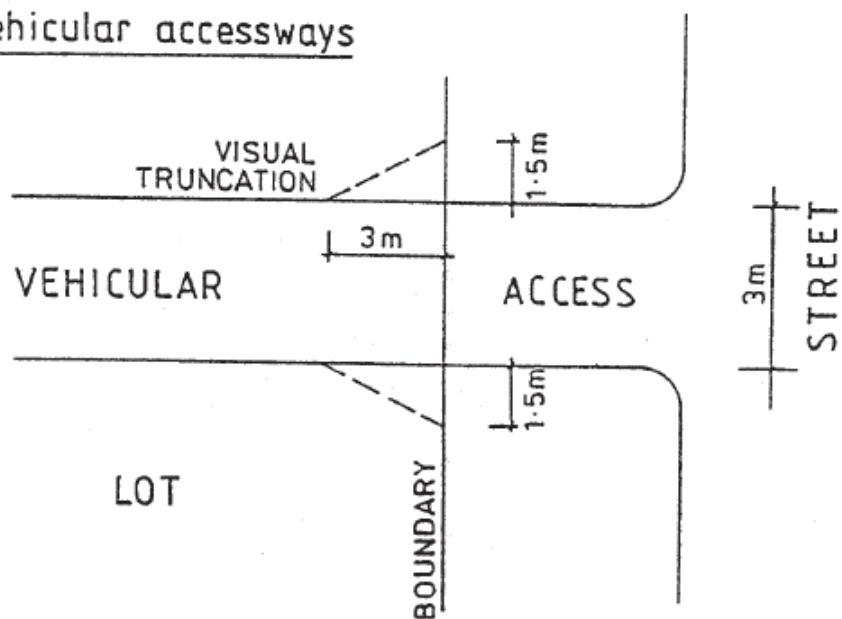 ehicular accessways
VISUAL
TRUNCATION
1·5m
3m
VEHICULAR
ACCESS
3m
STREET
1·5m
LOT
BOUNDARY